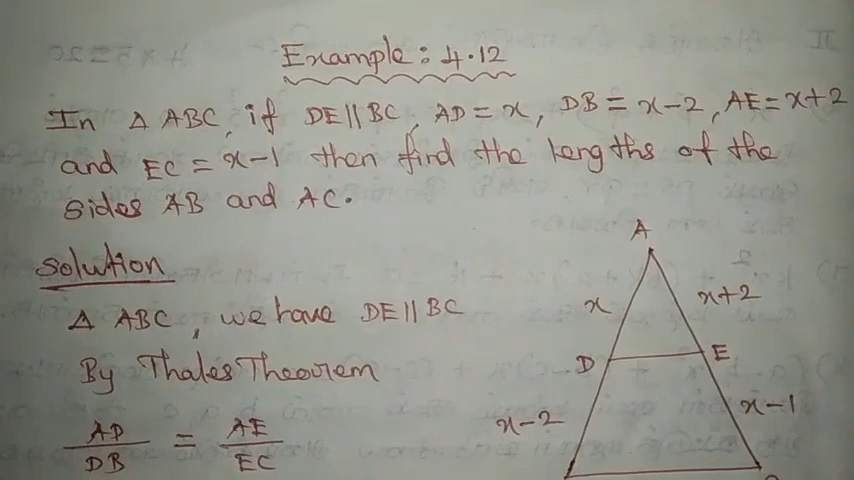 Example: 4.12
In △ ABC, if DE || BC, AD = x, DB = x-2, AE = x+2
and EC = x-1 then find the lengths of the
sides AB and AC.
Solution
△ ABC, we have DE || BC
By Thales Theorem
AD/DB = AE/EC
A
x
x+2
D
E
x-2
x-1